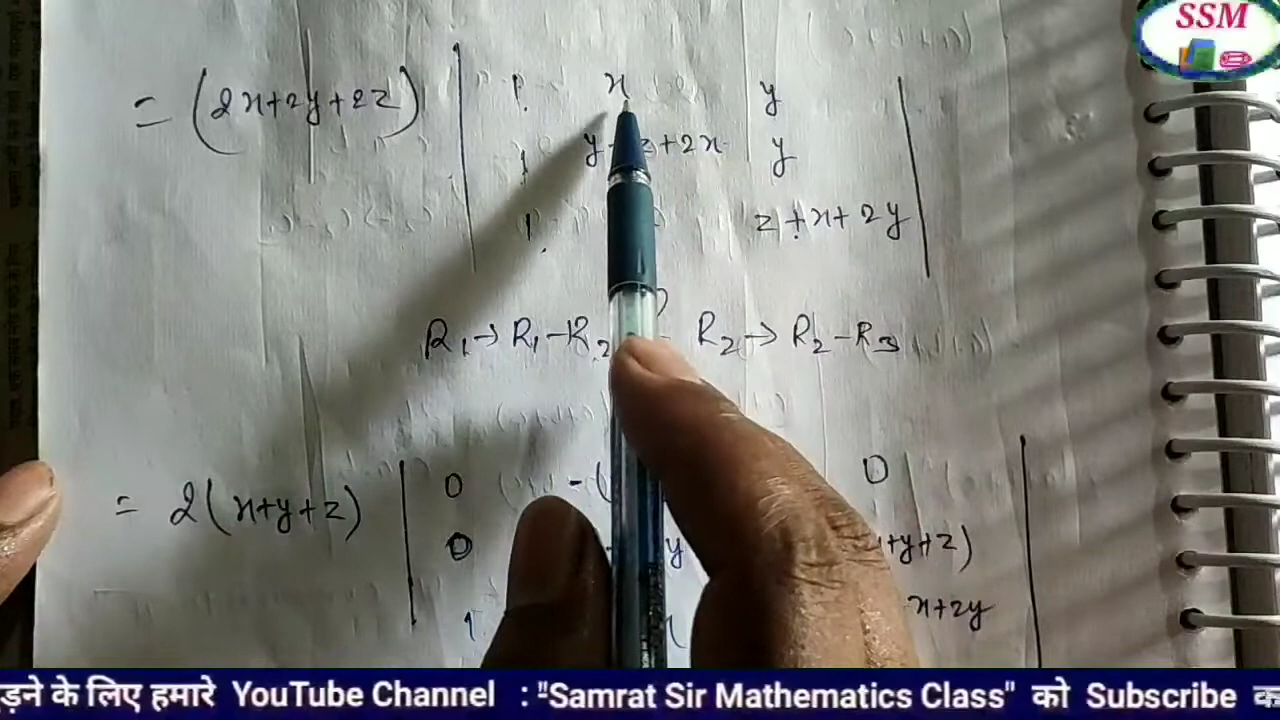 SSM
= (2x+2y+2z) | 1 x y |
1 y+z+2x y
1 z+x+2y
R₁→R₁-R₂ R₂→R₂-R₃
= 2(x+y+z) | 0 -( 0 |
0 y +y+z)
1 x x+2y
ड़ने के लिए हमारे YouTube Channel : "Samrat Sir Mathematics Class" को Subscribe